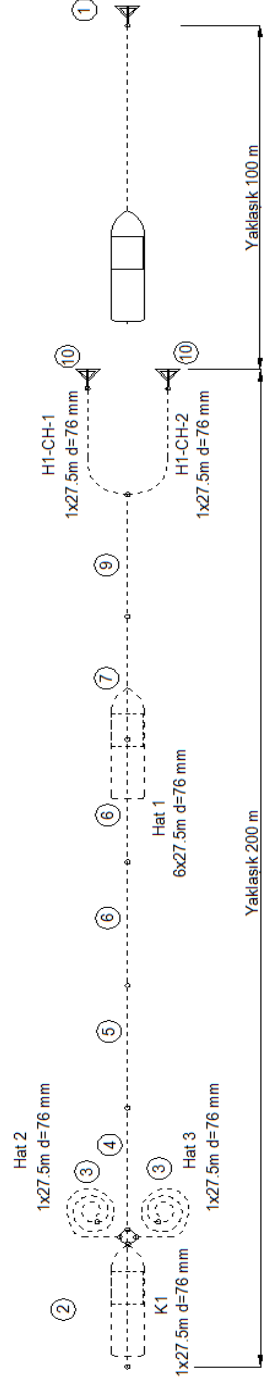 2
Hat 2
1x27.5m d=76 mm
3
K1
1x27.5m d=76 mm
3
Hat 3
1x27.5m d=76 mm
4
5
6
6
Hat 1
6x27.5m d=76 mm
7
9
H1-CH-1
1x27.5m d=76 mm
10
H1-CH-2
1x27.5m d=76 mm
10
1
Yaklaşık 200 m
Yaklaşık 100 m